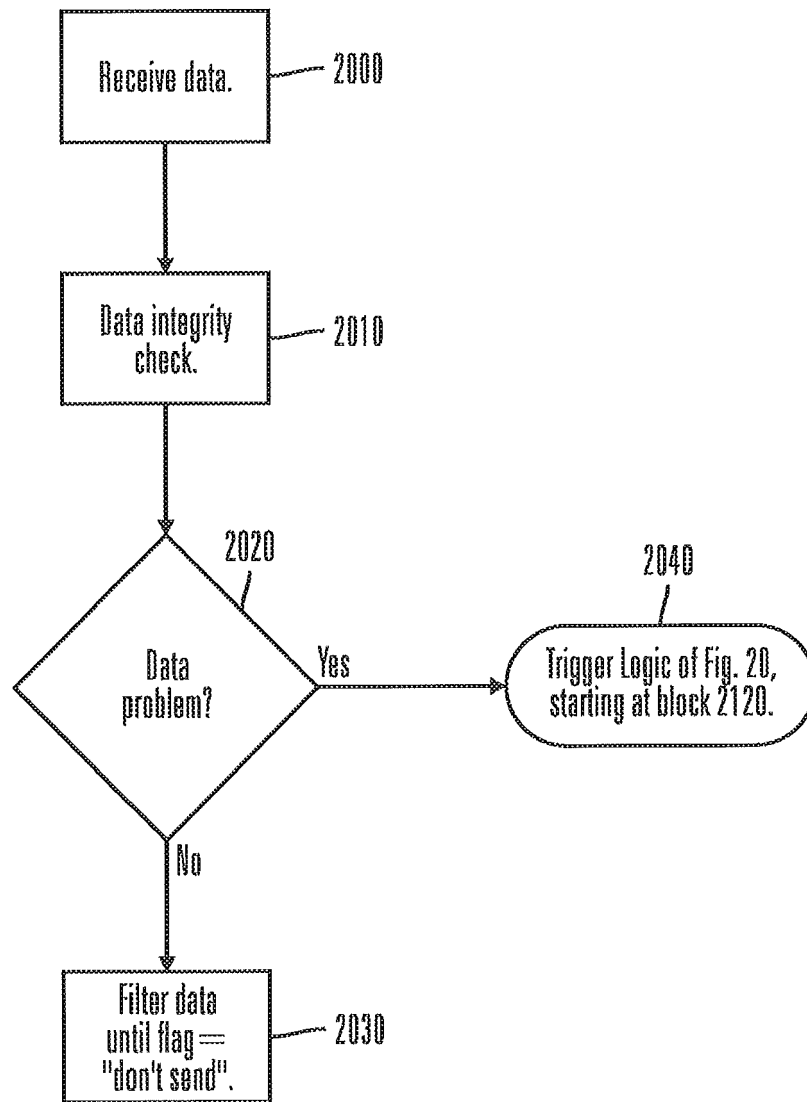 Receive data.
2000
Data integrity
check.
2010
2020
Data
problem?
Yes
2040
Trigger Logic of Fig. 20,
starting at block 2120.
No
Filter data
until flag ==
"don't send".
2030